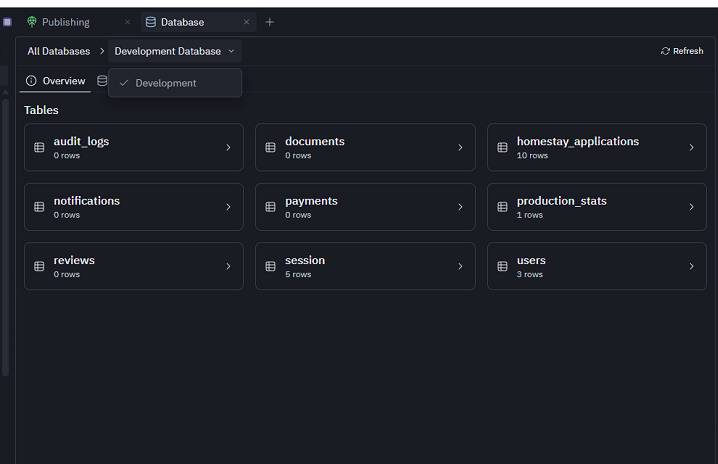 Publishing
Database
All Databases
Development Database
Refresh
Overview
Development
Tables
audit_logs
0 rows
documents
0 rows
homestay_applications
10 rows
notifications
0 rows
payments
0 rows
production_stats
1 rows
reviews
0 rows
session
5 rows
users
3 rows